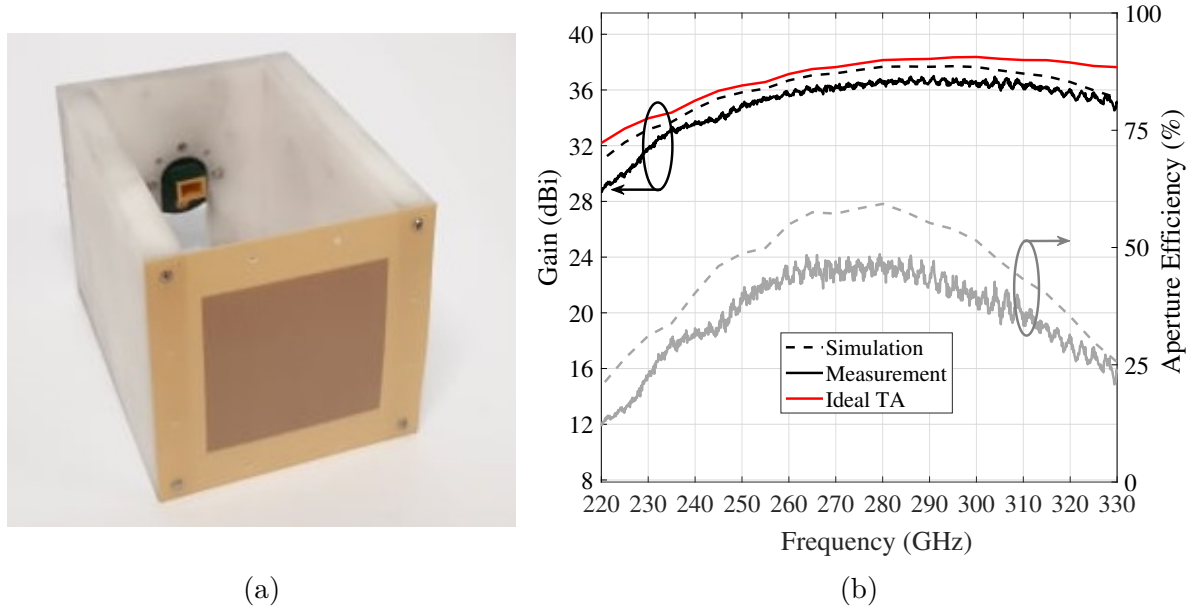 40
36
32
28
24
20
16
12
8
Gain (dBi)
100
75
50
25
0
Aperture Efficiency (%)
Simulation
Measurement
Ideal TA
220 230 240 250 260 270 280 290 300 310 320 330
Frequency (GHz)
(a)
(b)